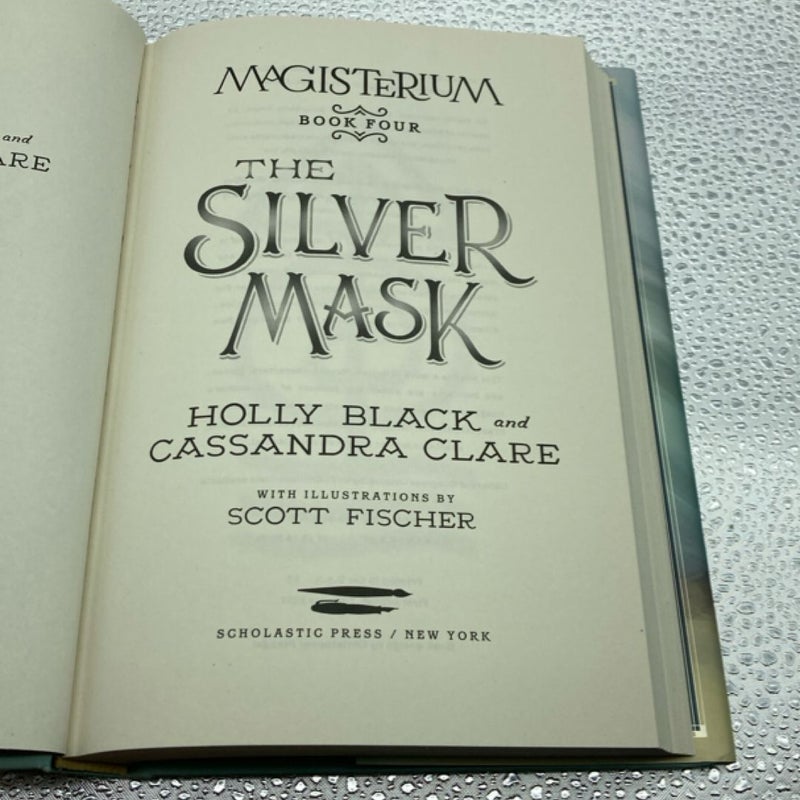 and
ARE
MAGISTERIUM
BOOK FOUR
THE
SILVER
MASK
HOLLY BLACK and
CASSANDRA CLARE
WITH ILLUSTRATIONS BY
SCOTT FISCHER
SCHOLASTIC PRESS / NEW YORK